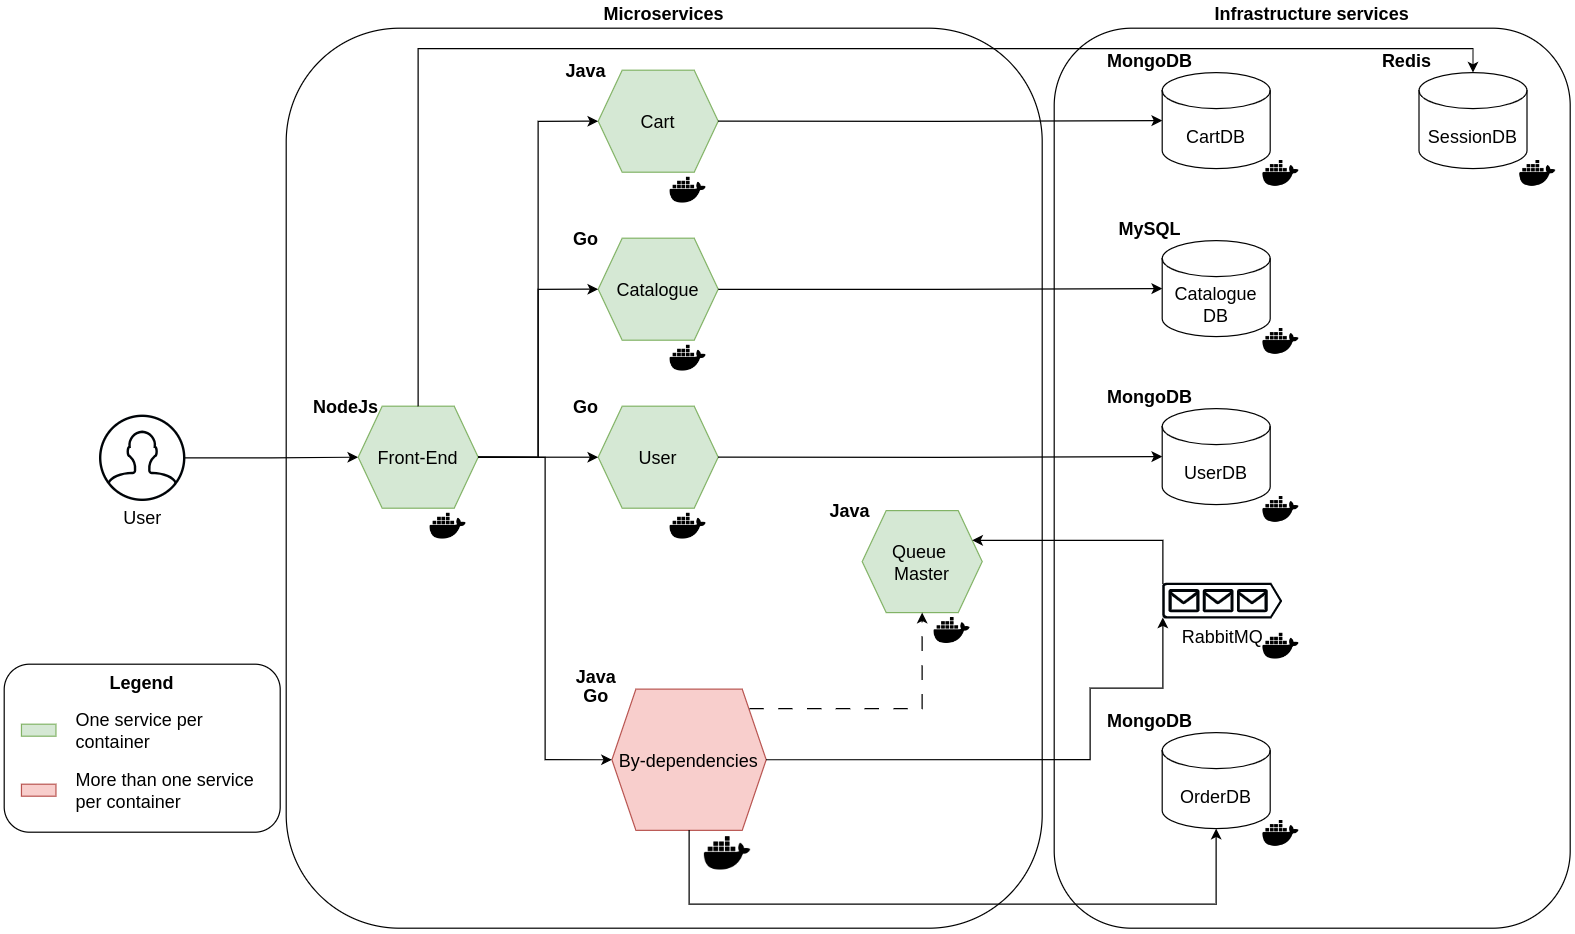 Microservices
Infrastructure services
Java
Cart
MongoDB
CartDB
Redis
SessionDB
Go
Catalogue
MySQL
Catalogue
DB
NodeJs
Front-End
User
Go
User
MongoDB
UserDB
Java
Queue
Master
RabbitMQ
Java
Go
By-dependencies
MongoDB
OrderDB
Legend
One service per
container
More than one service
per container